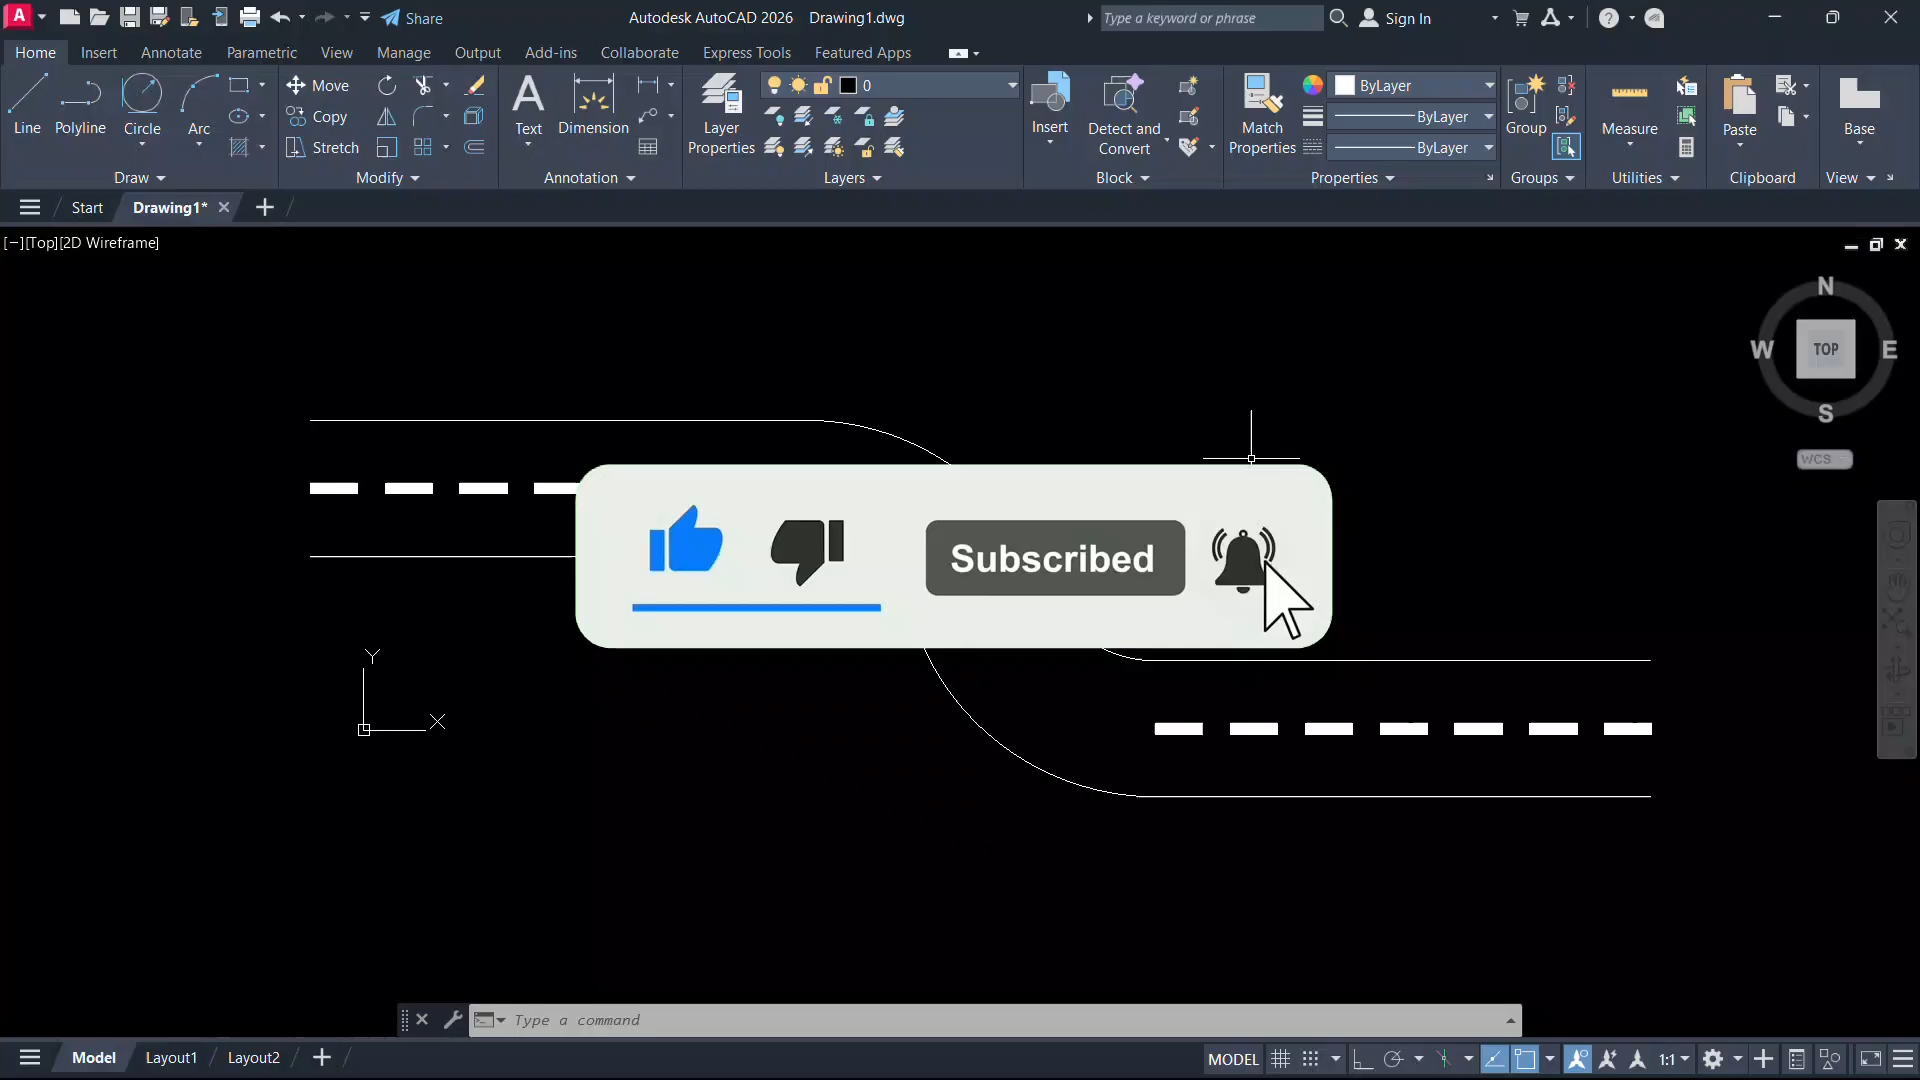 Share
Autodesk AutoCAD 2026 Drawing1.dwg
Type a keyword or phrase
Sign In
Home Insert Annotate Parametric View Manage Output Add-ins Collaborate Express Tools Featured Apps
Line Polyline Circle Arc
Move
Copy
Stretch
Text Dimension
Layer
Properties
0
Insert
Detect and
Convert
Match
Properties
ByLayer
ByLayer
ByLayer
Group
Measure
Paste
Base
Draw Modify Annotation Layers Block Properties Groups Utilities Clipboard View
Start Drawing1*
[−][Top][2D Wireframe]
N
W TOP E
S
WCS
Subscribed
Y
X
Type a command
Model Layout1 Layout2
MODEL 1:1